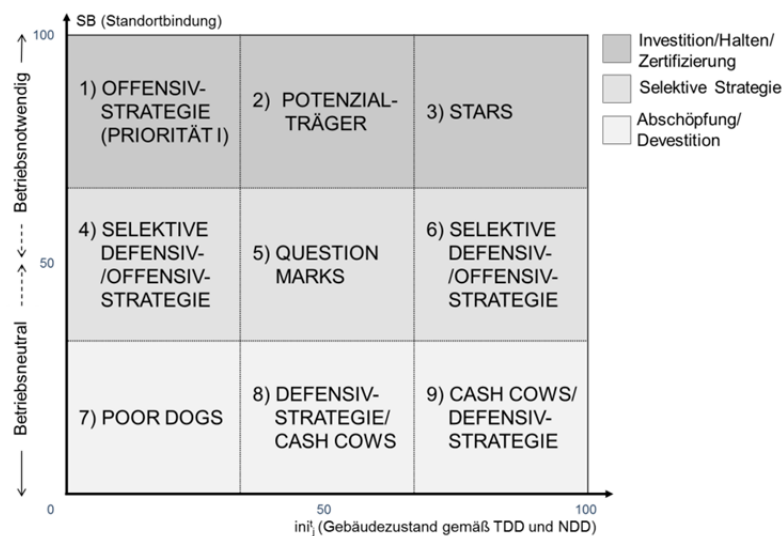 SB (Standortbindung)
100
Investition/Halten/
Zertifizierung
Selektive Strategie
Abschöpfung/
Devestition
1) OFFENSIV-
STRATEGIE
(PRIORITÄT I)
2) POTENZIAL-
TRÄGER
3) STARS
Betriebsnotwendig
4) SELEKTIVE
DEFENSIV-
/OFFENSIV-
STRATEGIE
5) QUESTION
MARKS
6) SELEKTIVE
DEFENSIV-
/OFFENSIV-
STRATEGIE
50
Betriebsneutral
7) POOR DOGS
8) DEFENSIV-
STRATEGIE/
CASH COWS
9) CASH COWS/
DEFENSIV-
STRATEGIE
0
50
100
(Gebäudezustand gemäß TDD und NDD)